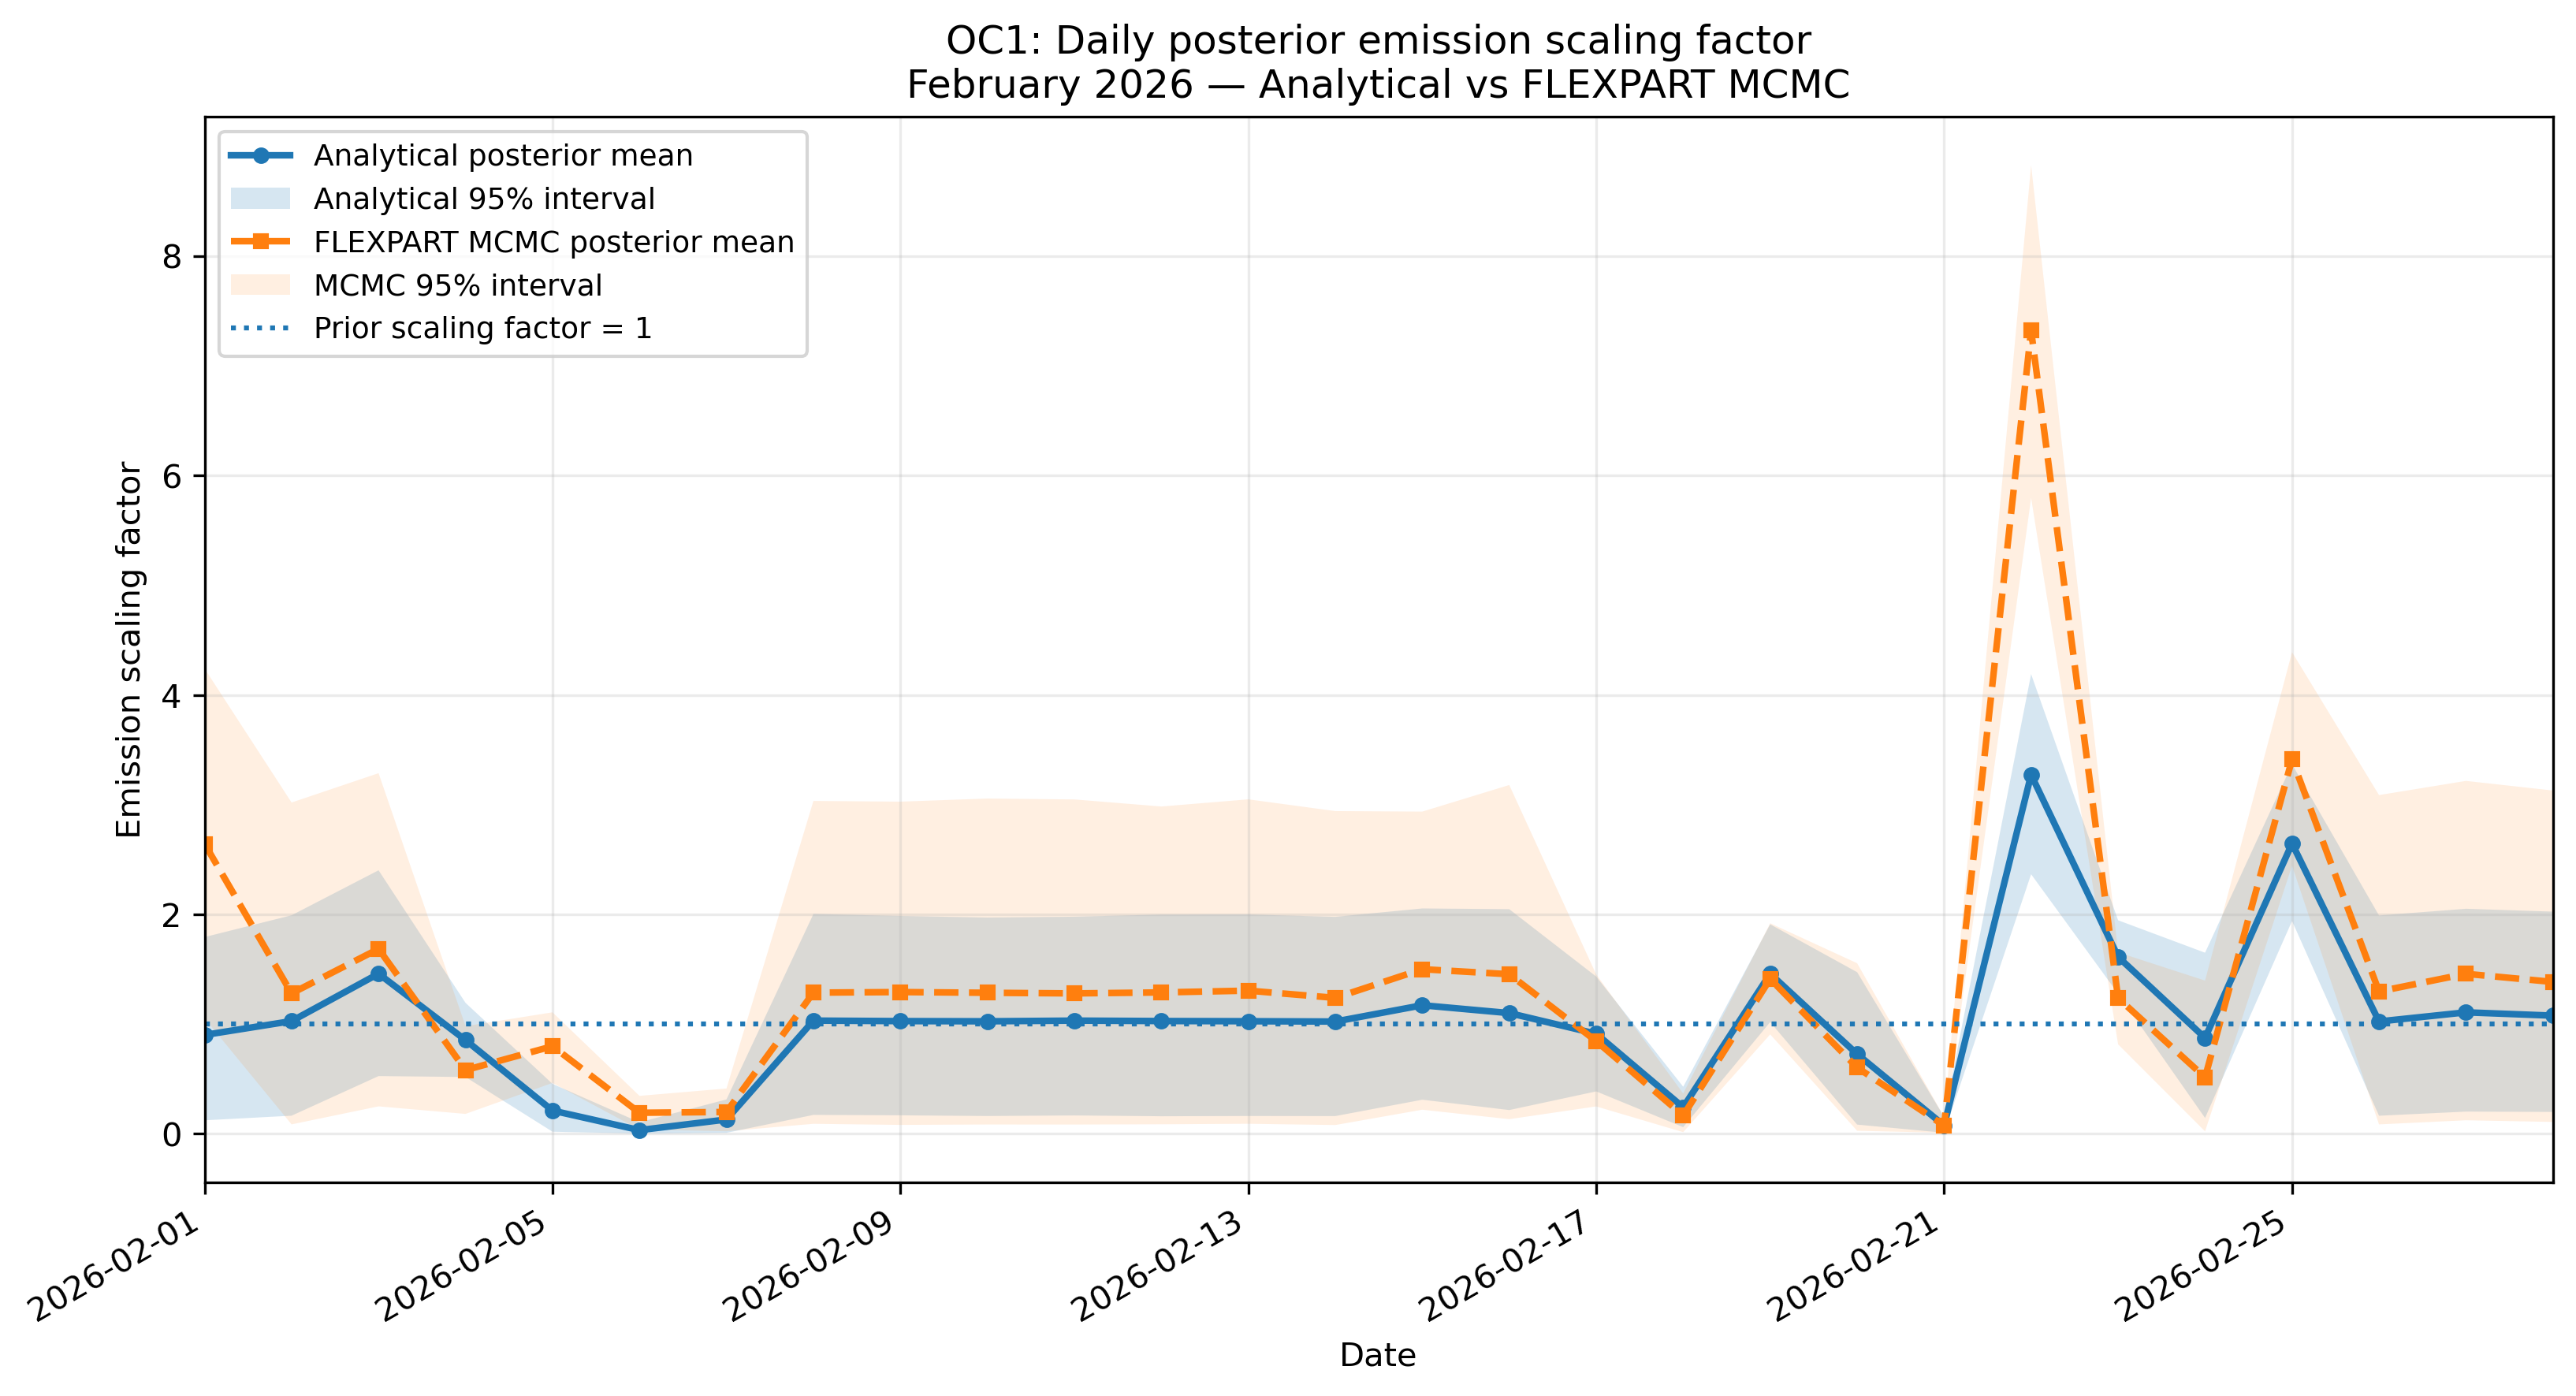 OC1: Daily posterior emission scaling factor
February 2026 — Analytical vs FLEXPART MCMC
Analytical posterior mean
Analytical 95% interval
FLEXPART MCMC posterior mean
MCMC 95% interval
Prior scaling factor = 1
Emission scaling factor
8
6
4
2
0
2026-02-01
2026-02-05
2026-02-09
2026-02-13
2026-02-17
2026-02-21
2026-02-25
Date